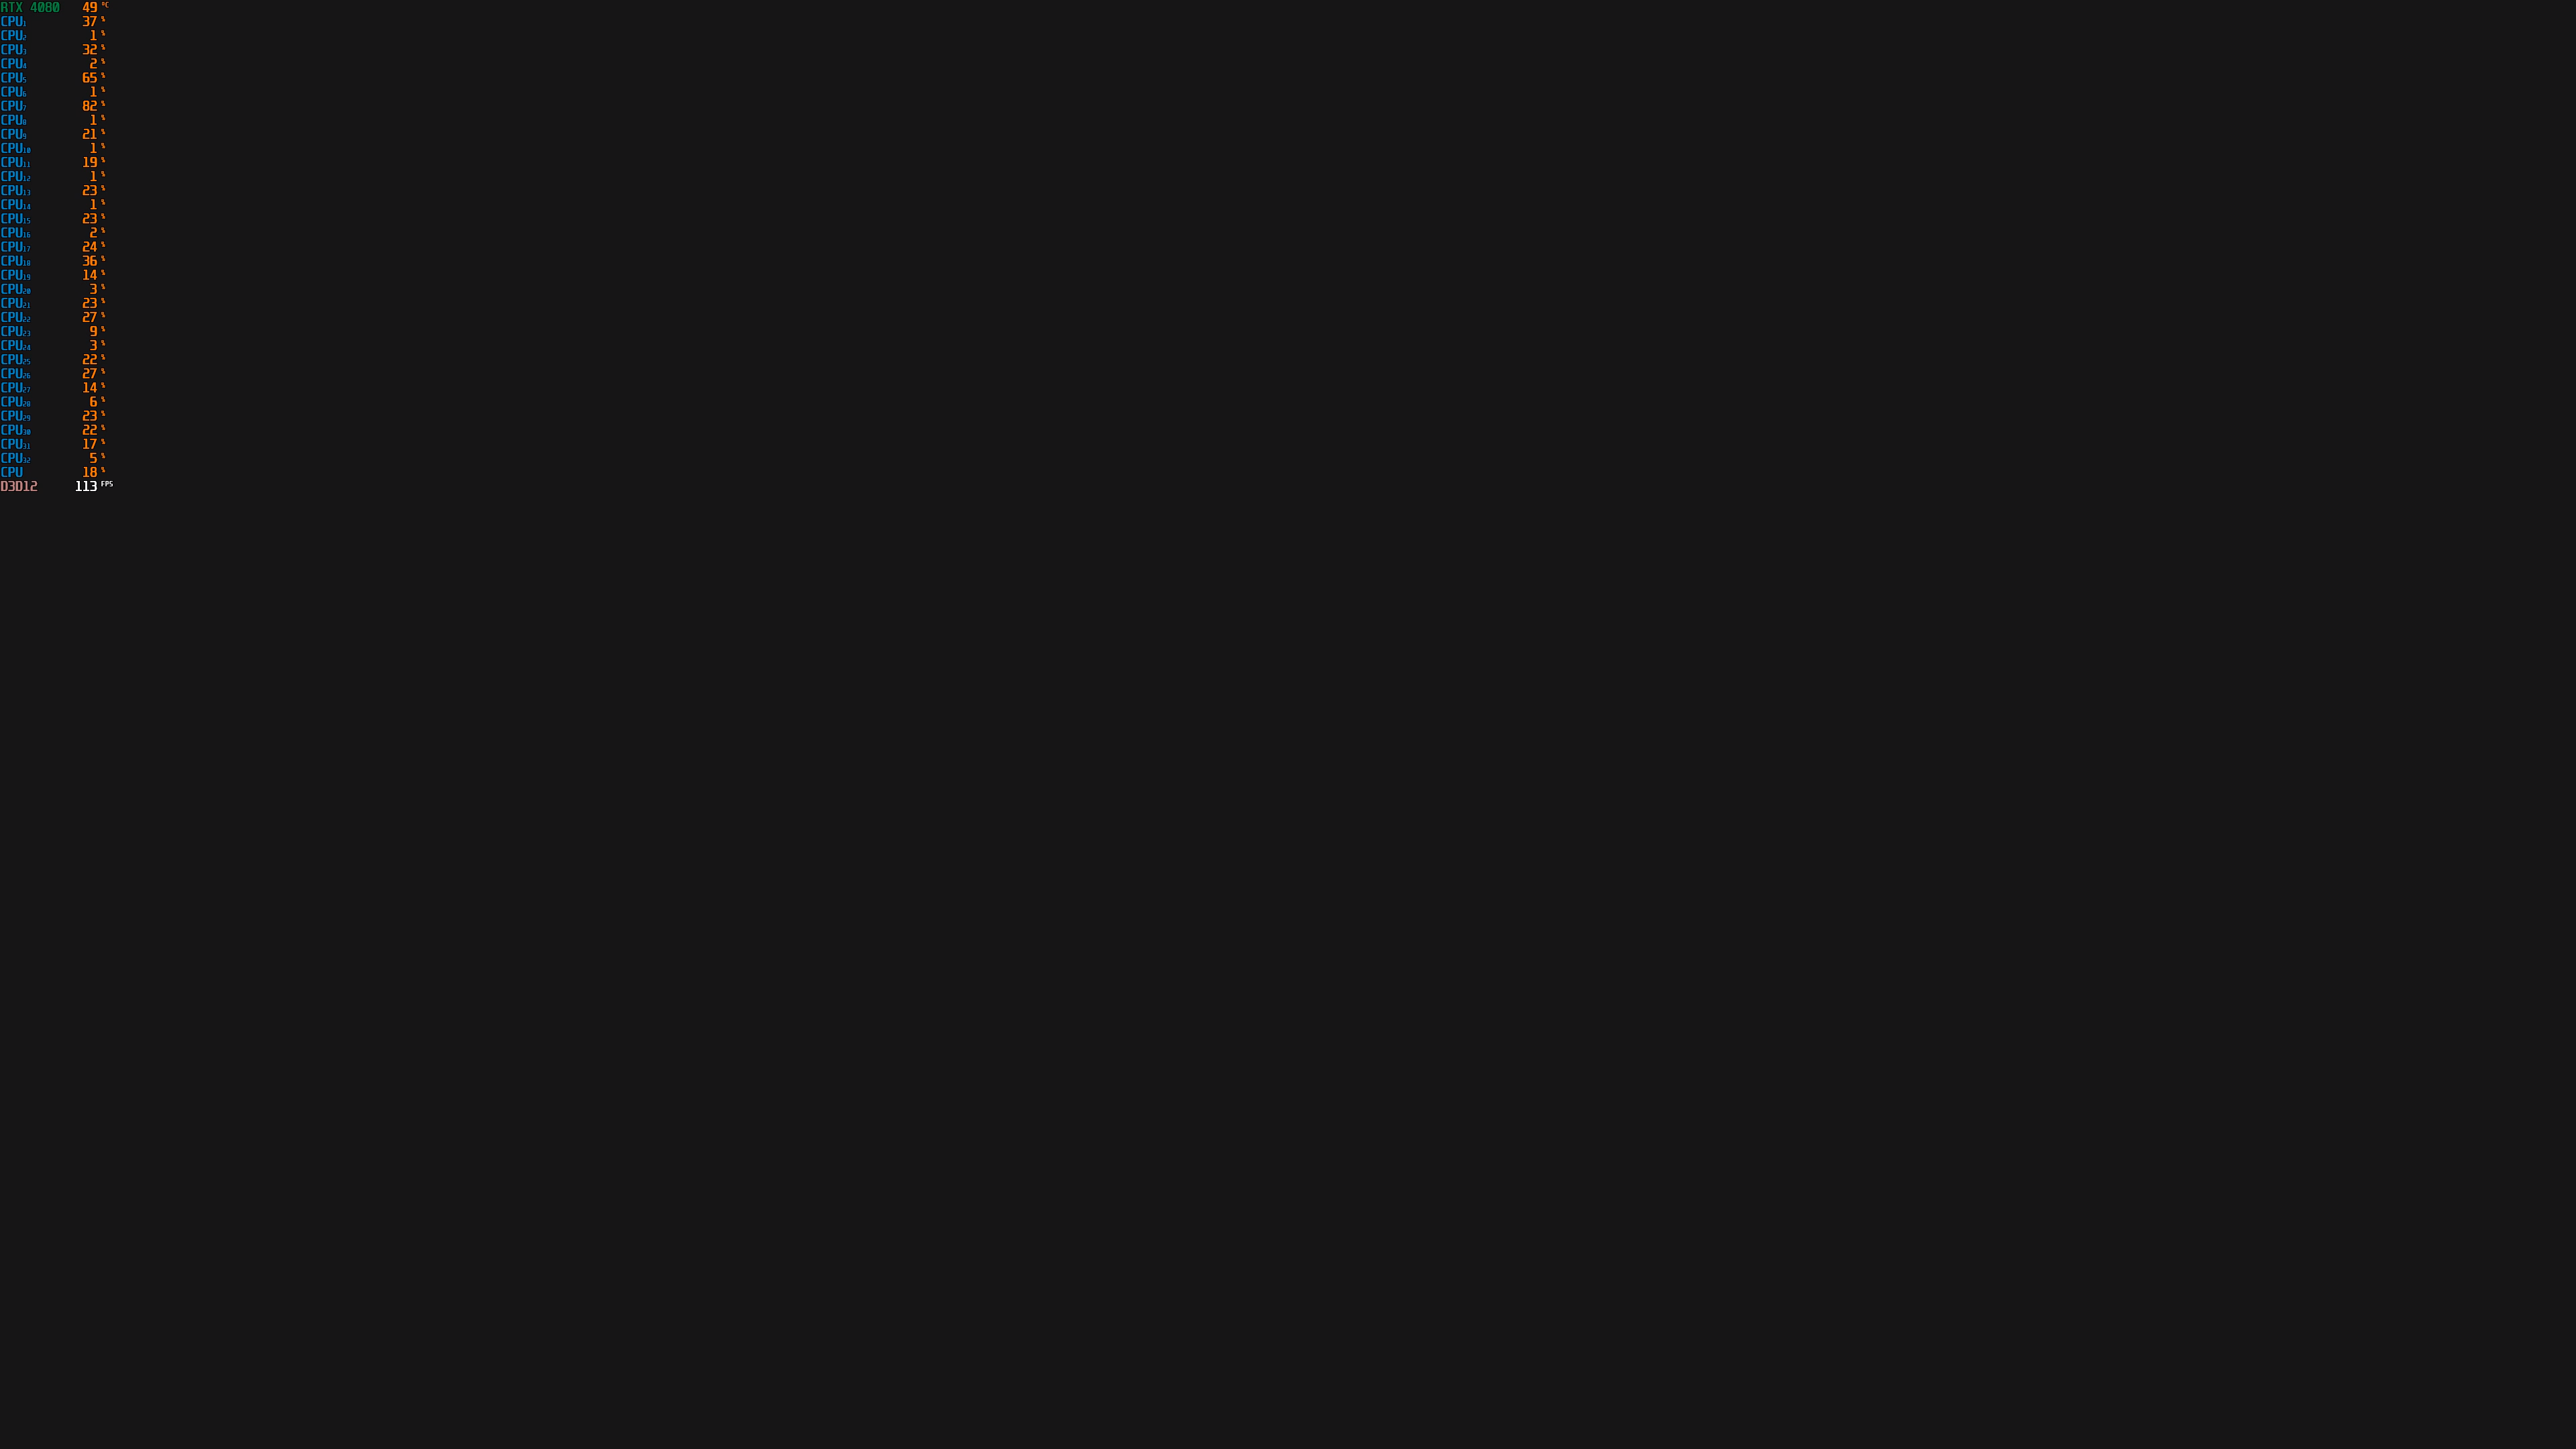 RTX 4080 49 °C
CPU1 37 %
CPU2 1 %
CPU3 32 %
CPU4 2 %
CPU5 65 %
CPU6 1 %
CPU7 82 %
CPU8 1 %
CPU9 21 %
CPU10 1 %
CPU11 19 %
CPU12 1 %
CPU13 23 %
CPU14 1 %
CPU15 23 %
CPU16 2 %
CPU17 24 %
CPU18 36 %
CPU19 14 %
CPU20 3 %
CPU21 23 %
CPU22 27 %
CPU23 9 %
CPU24 3 %
CPU25 22 %
CPU26 27 %
CPU27 14 %
CPU28 6 %
CPU29 23 %
CPU30 22 %
CPU31 17 %
CPU32 5 %
CPU 18 %
D3D12 113 FPS